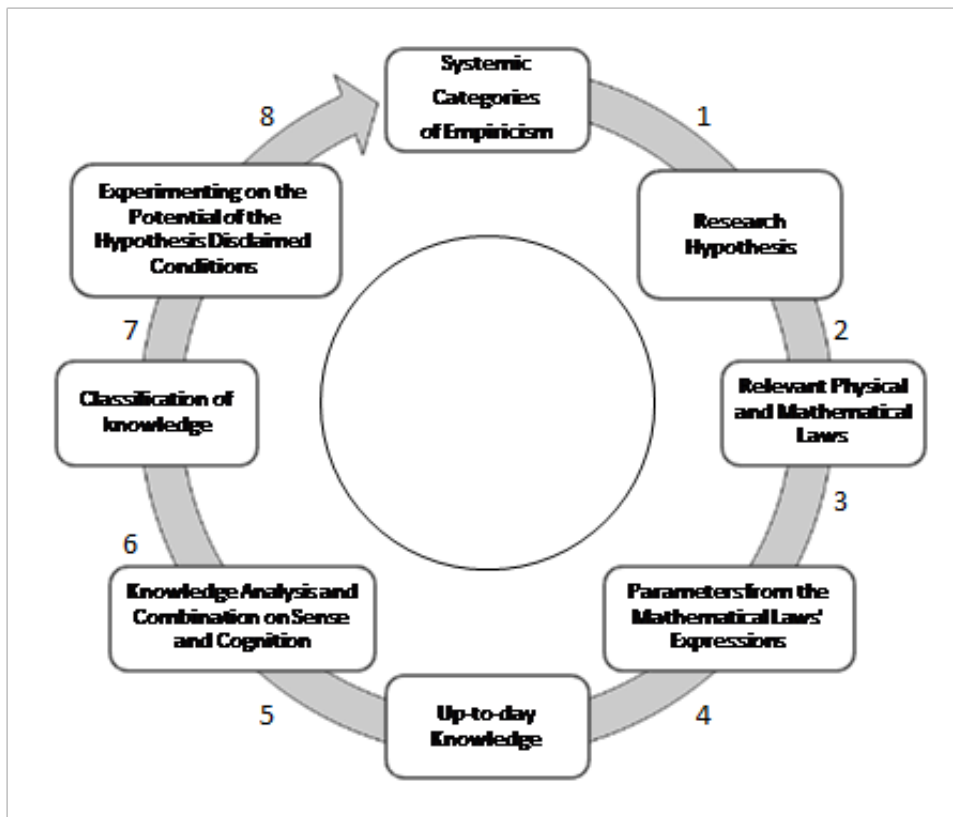 Systemic
Categories
of Empiricism
1
Research
Hypothesis
2
Relevant Physical
and Mathematical
Laws
3
Parameters from the
Mathematical Laws'
Expressions
4
Up-to-day
Knowledge
5
Knowledge Analysis and
Combination on Sense
and Cognition
6
Classification of
knowledge
7
Experimenting on the
Potential of the
Hypothesis Disclaimed
Conditions
8